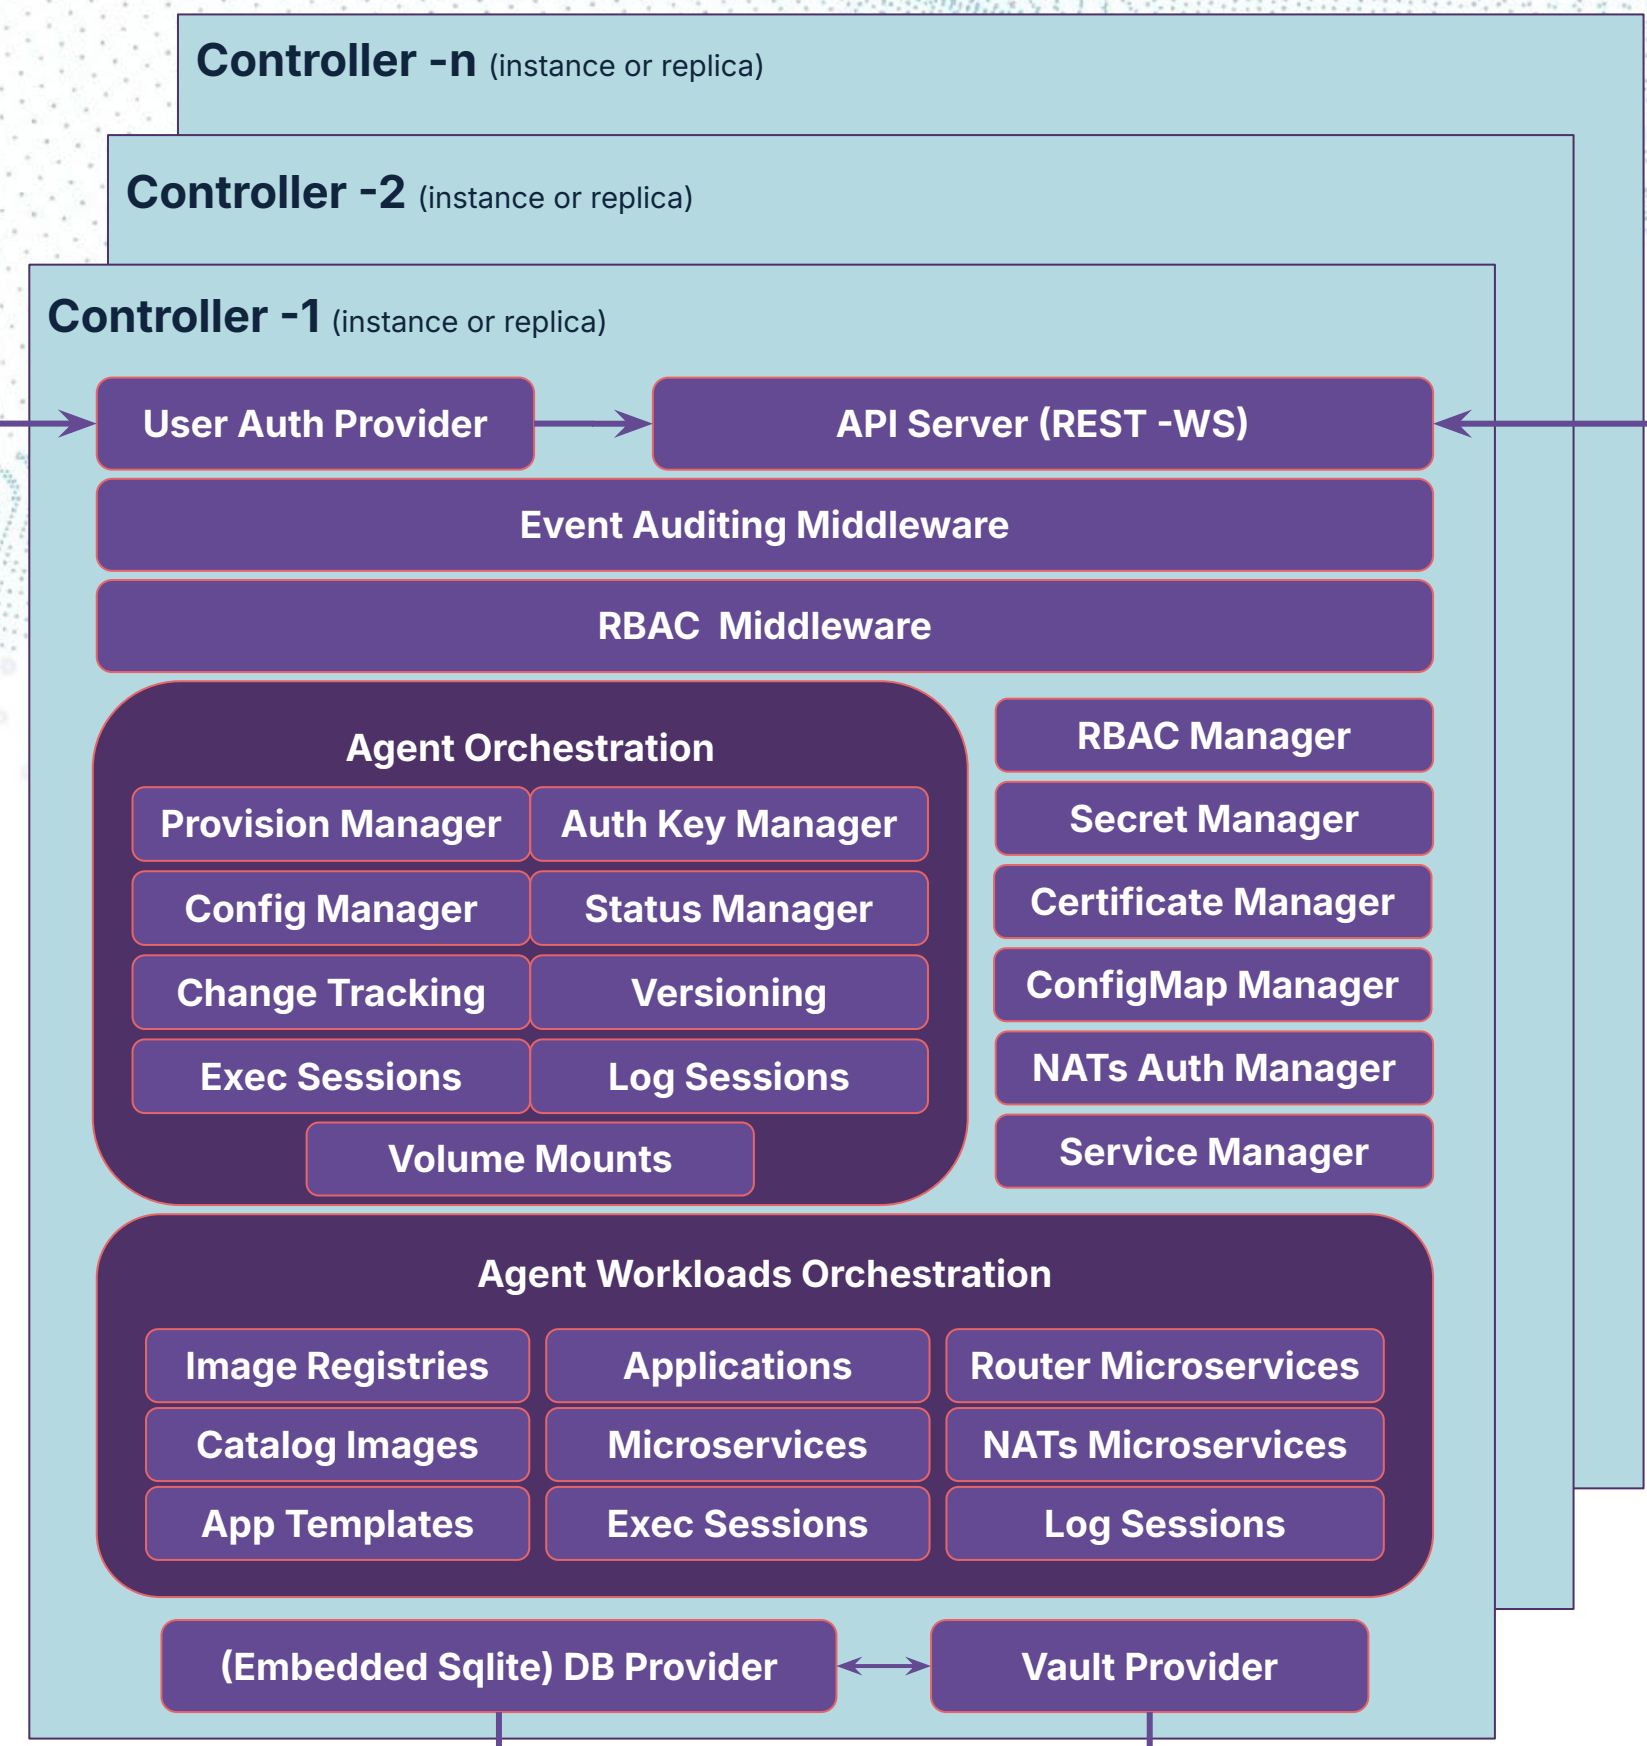 Controller -n (instance or replica)
Controller -2 (instance or replica)
Controller -1 (instance or replica)
User Auth Provider
API Server (REST -WS)
Event Auditing Middleware
RBAC  Middleware
Agent Orchestration
Provision Manager
Auth Key Manager
Config Manager
Status Manager
Change Tracking
Versioning
Exec Sessions
Log Sessions
Volume Mounts
RBAC Manager
Secret Manager
Certificate Manager
ConfigMap Manager
NATs Auth Manager
Service Manager
Agent Workloads Orchestration
Image Registries
Applications
Router Microservices
Catalog Images
Microservices
NATs Microservices
App Templates
Exec Sessions
Log Sessions
(Embedded Sqlite) DB Provider
Vault Provider